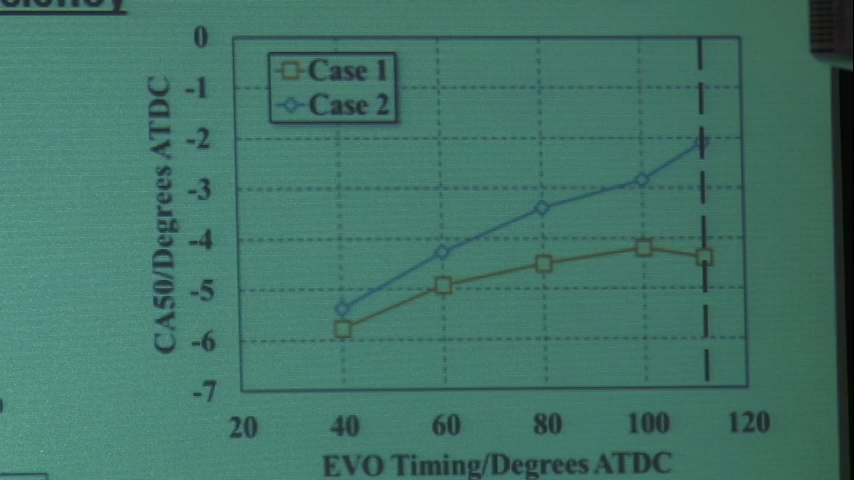 0
Case 1
-1
Case 2
-2
-3
-4
-5
-6
-7
CA50/Degrees ATDC
20 40 60 80 100 120
EVO Timing/Degrees ATDC